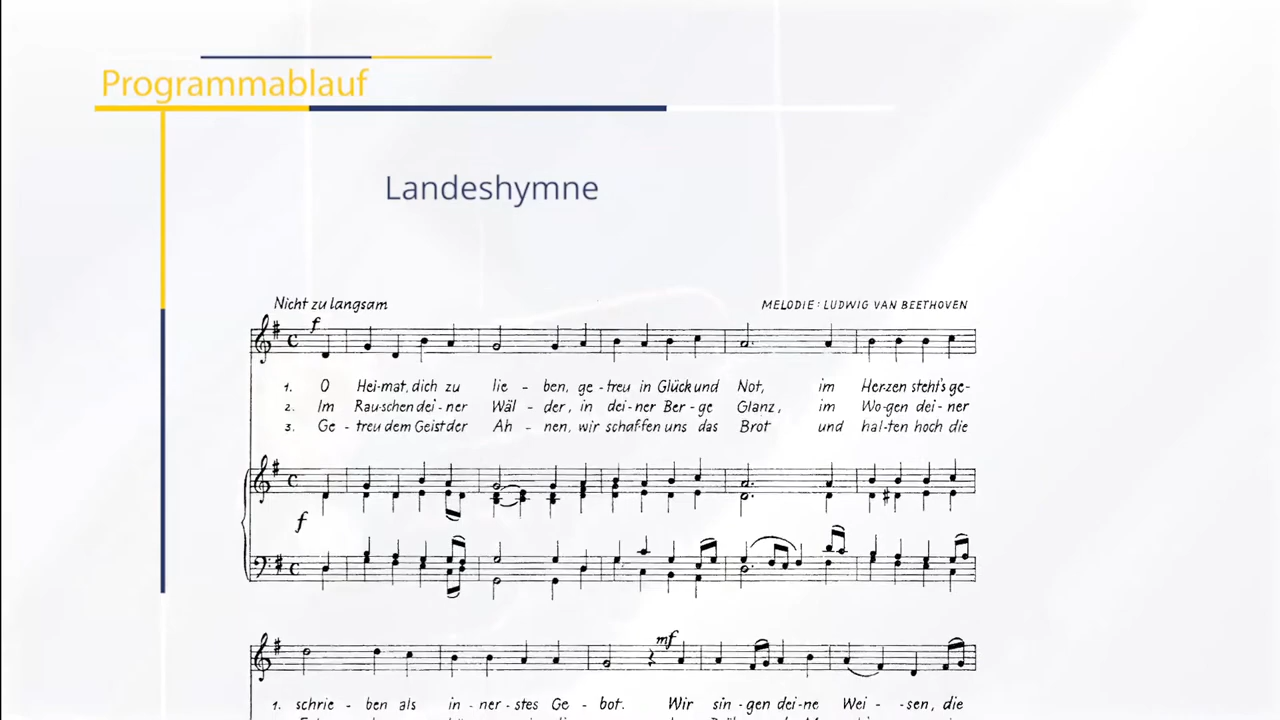 Programmablauf
Landeshymne
Nicht zu langsam
MELODIE: LUDWIG VAN BEETHOVEN
f
1. O Hei-mat, dich zu lie - ben, ge - treu in Glück und Not, im Her-zen steht's ge-
2. Im Rau-schen dei - ner Wäl - der, in dei - ner Ber - ge Glanz, im Wo-gen dei - ner
3. Ge - treu dem Geist der Ah - nen, wir schaf-fen uns das Brot und hal-ten hoch die
f
mf
1. schrie - ben als in - ner - stes Ge - bot. Wir sin - gen dei - ne Wei - - sen, die